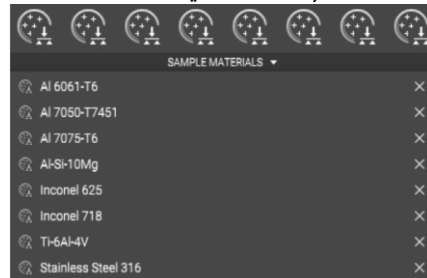 SAMPLE MATERIALS
Al 6061-T6
Al 7050-T7451
Al 7075-T6
Al-Si-10Mg
Inconel 625
Inconel 718
Ti-6Al-4V
Stainless Steel 316